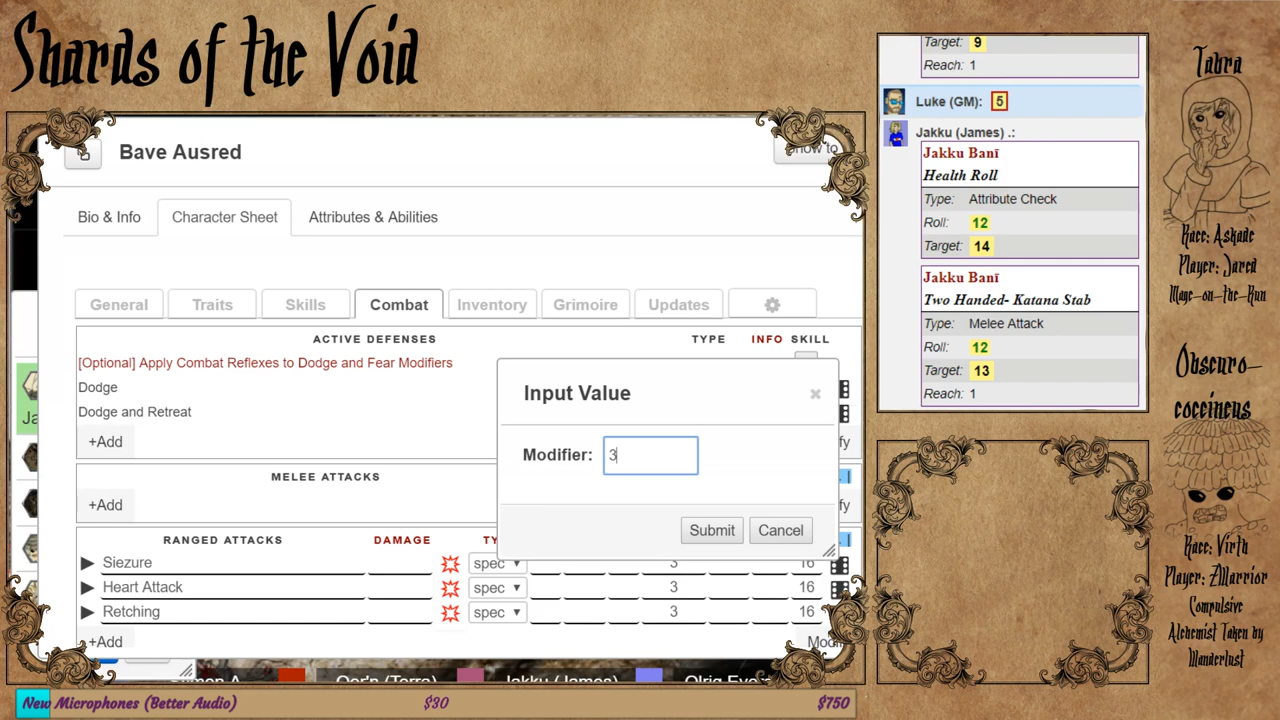 Shards of the Void
Bave Ausred
Show to
Bio & Info
Character Sheet
Attributes & Abilities
General
Traits
Skills
Combat
Inventory
Grimoire
Updates
ACTIVE DEFENSES
TYPE
INFO
SKILL
[Optional] Apply Combat Reflexes to Dodge and Fear Modifiers
Dodge
Dodge and Retreat
+Add
MELEE ATTACKS
+Add
RANGED ATTACKS
DAMAGE
Siezure
spec
3
16
Heart Attack
spec
3
16
Retching
spec
3
16
+Add
Input Value
×
Modifier:
3
Submit
Cancel
Jakku (James)
New Microphones (Better Audio)
$30
$750
Target: 9
Reach: 1
Luke (GM): 5
Jakku (James) .:
Jakku Banī
Health Roll
Type: Attribute Check
Roll: 12
Target: 14
Jakku Banī
Two Handed- Katana Stab
Type: Melee Attack
Roll: 12
Target: 13
Reach: 1
Tabra
Race: Askade
Player: Jared
Mage-on-the-Run
Obscuro-
coccineus
Race: Virth
Player: ZMarrior
Compulsive
Alchemist Taken by
Wanderlust